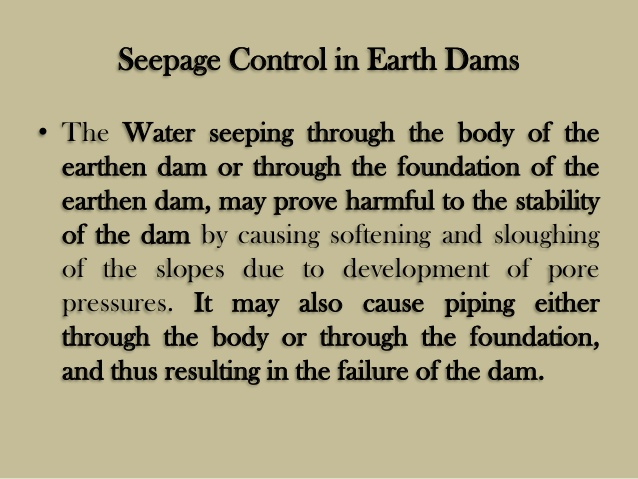 Seepage Control in Earth Dams
• The Water seeping through the body of the
earthen dam or through the foundation of the
earthen dam, may prove harmful to the stability
of the dam by causing softening and sloughing
of the slopes due to development of pore
pressures. It may also cause piping either
through the body or through the foundation,
and thus resulting in the failure of the dam.